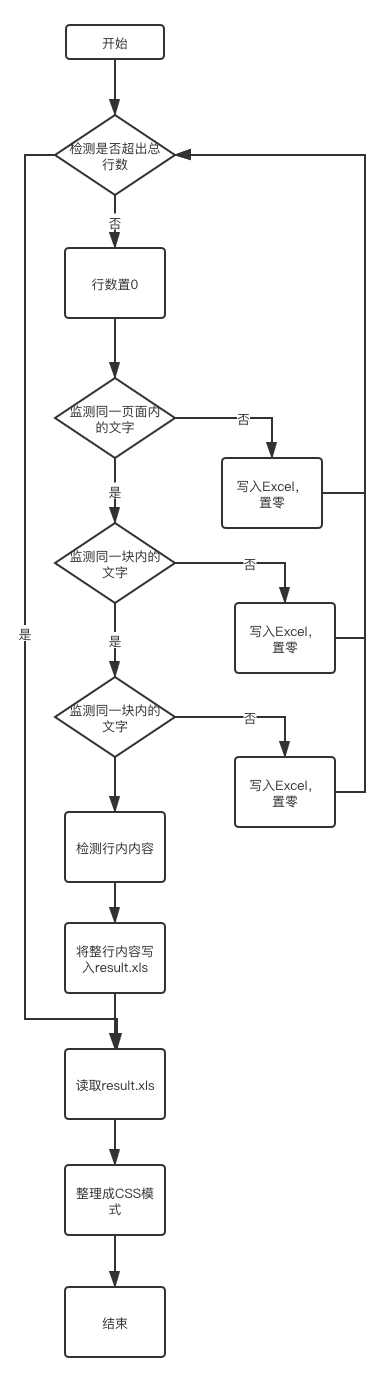 开始
检测是否超出总
行数
否
行数置0
监测同一页面内
的文字
否
写入Excel，
置零
是
监测同一块内的
文字
否
写入Excel，
置零
是
是
监测同一块内的
文字
否
写入Excel，
置零
检测行内内容
将整行内容写
入result.xls
读取result.xls
整理成CSS模
式
结束